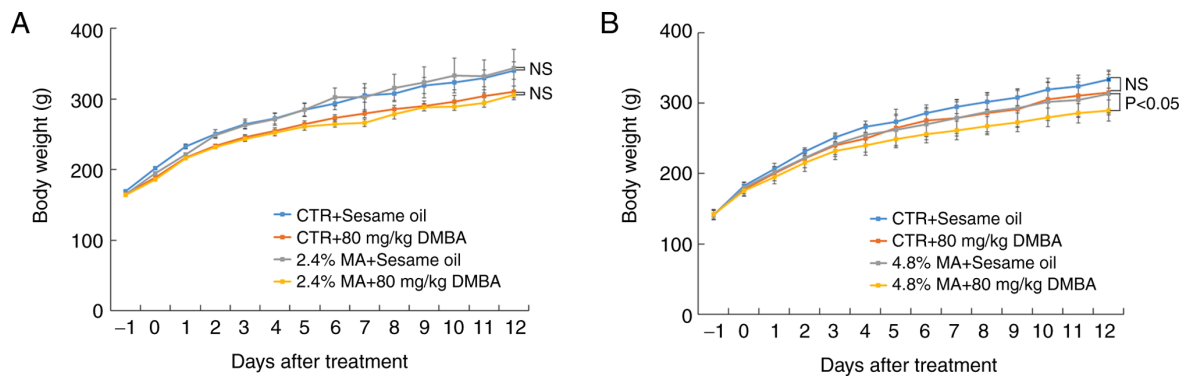 A
Body weight (g)
400
300
200
100
0
NS
NS
CTR+Sesame oil
CTR+80 mg/kg DMBA
2.4% MA+Sesame oil
2.4% MA+80 mg/kg DMBA
–1 0 1 2 3 4 5 6 7 8 9 10 11 12
Days after treatment
B
Body weight (g)
400
300
200
100
0
NS
P<0.05
CTR+Sesame oil
CTR+80 mg/kg DMBA
4.8% MA+Sesame oil
4.8% MA+80 mg/kg DMBA
–1 0 1 2 3 4 5 6 7 8 9 10 11 12
Days after treatment